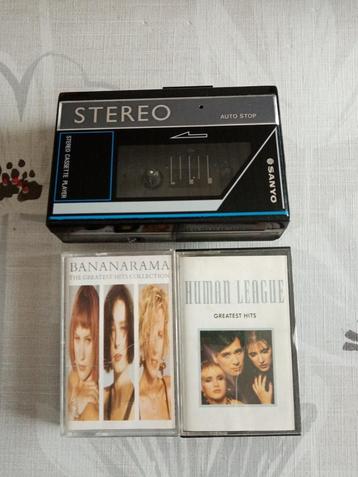 STEREO
AUTO STOP
STEREO CASSETTE PLAYER
SANYO
BANANARAMA
THE GREATEST HITS COLLECTION
HUMAN LEAGUE
GREATEST HITS